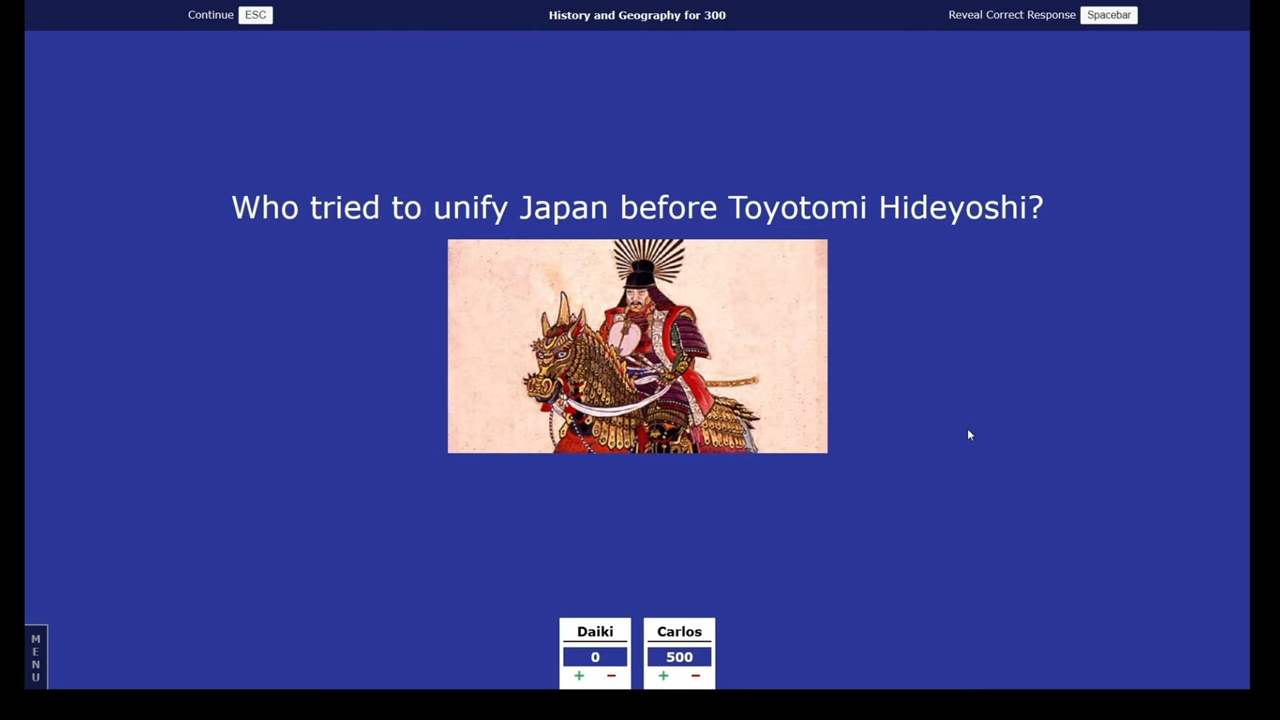 Continue ESC
History and Geography for 300
Reveal Correct Response Spacebar
Who tried to unify Japan before Toyotomi Hideyoshi?
MENU
Daiki
0
+ −
Carlos
500
+ −